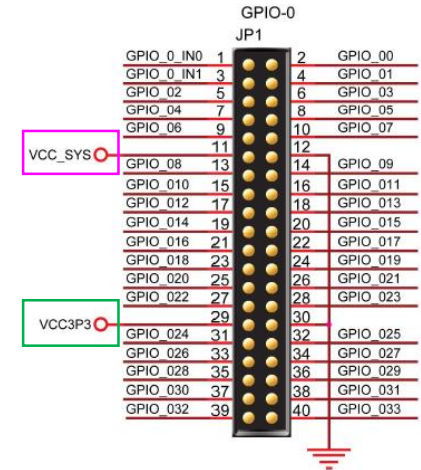 GPIO-0
JP1
GPIO_0_IN0 1 2 GPIO_00
GPIO_0_IN1 3 4 GPIO_01
GPIO_02 5 6 GPIO_03
GPIO_04 7 8 GPIO_05
GPIO_06 9 10 GPIO_07
VCC_SYS 11 12
GPIO_08 13 14 GPIO_09
GPIO_010 15 16 GPIO_011
GPIO_012 17 18 GPIO_013
GPIO_014 19 20 GPIO_015
GPIO_016 21 22 GPIO_017
GPIO_018 23 24 GPIO_019
GPIO_020 25 26 GPIO_021
GPIO_022 27 28 GPIO_023
VCC3P3 29 30
GPIO_024 31 32 GPIO_025
GPIO_026 33 34 GPIO_027
GPIO_028 35 36 GPIO_029
GPIO_030 37 38 GPIO_031
GPIO_032 39 40 GPIO_033